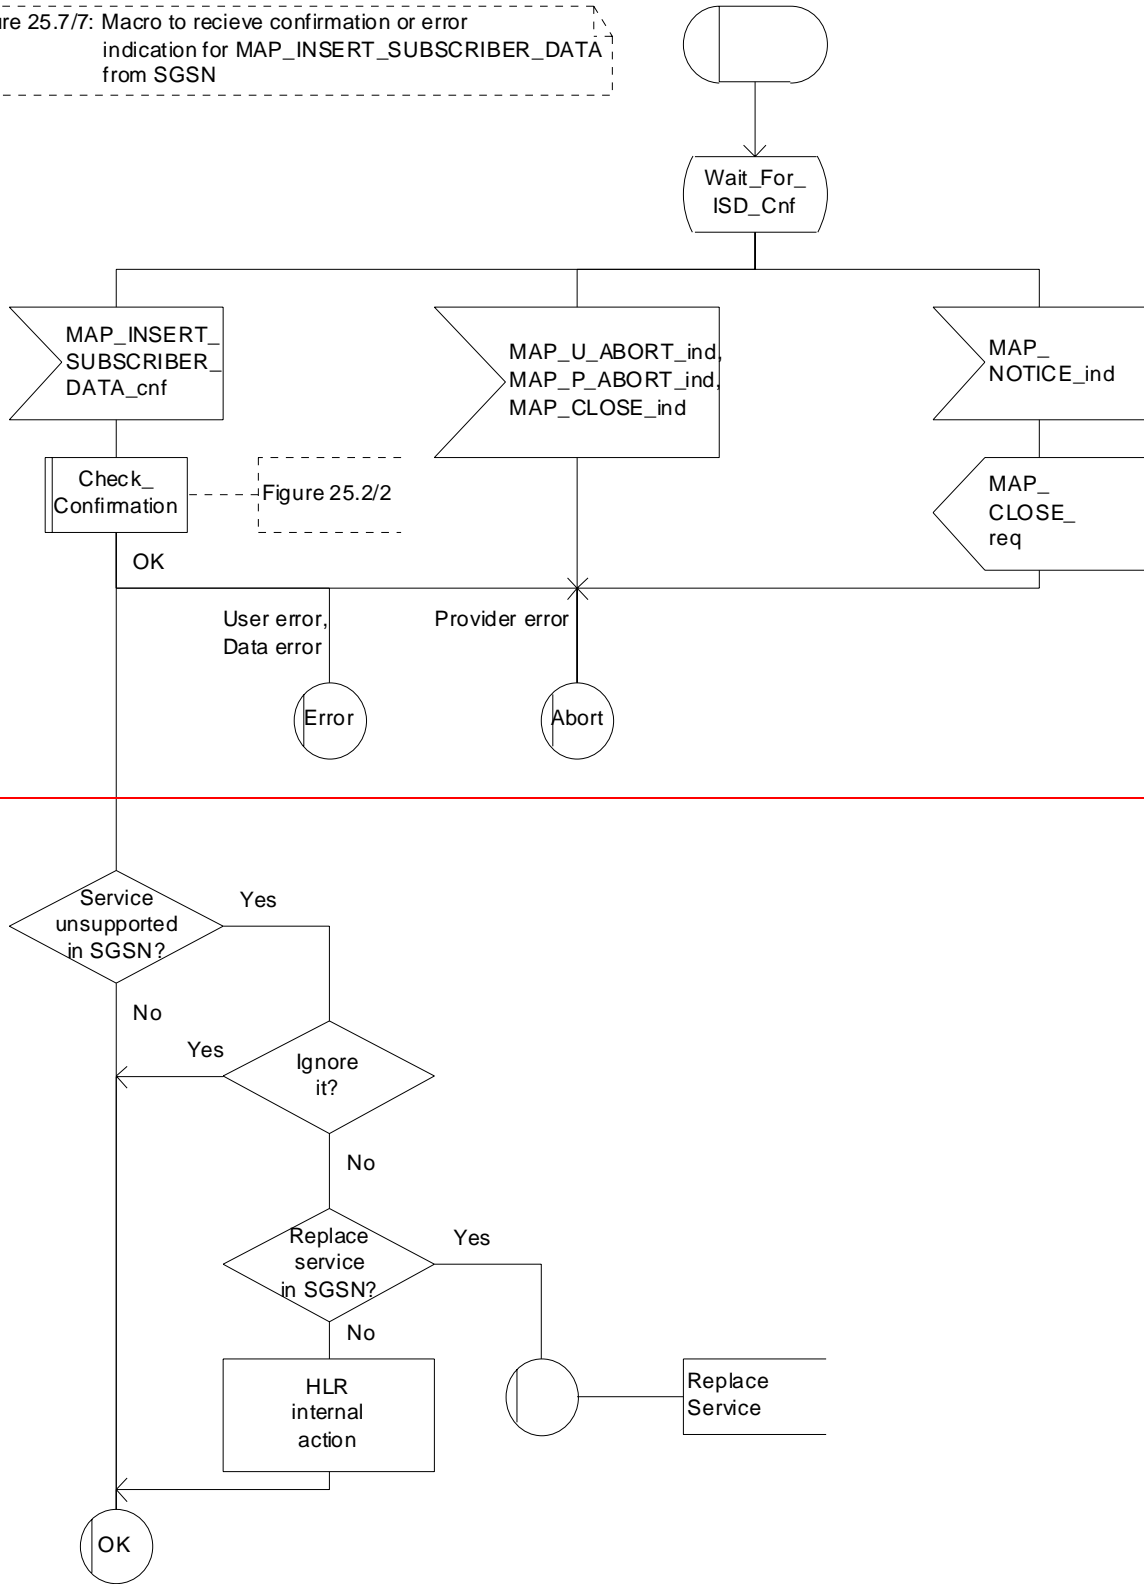 25.7/7: Macro to recieve confirmation or error
indication for MAP_INSERT_SUBSCRIBER_DATA
from SGSN
Wait_For_
ISD_Cnf
MAP_INSERT_
SUBSCRIBER_
DATA_cnf
MAP_U_ABORT_ind,
MAP_P_ABORT_ind,
MAP_CLOSE_ind
MAP_
NOTICE_ind
Check_
Confirmation
Figure 25.2/2
MAP_
CLOSE_
req
OK
User error,
Data error
Provider error
Error
Abort
Service
unsupported
in SGSN?
Yes
No
Yes
Ignore
it?
No
Replace
service
in SGSN?
Yes
No
HLR
internal
action
Replace
Service
OK